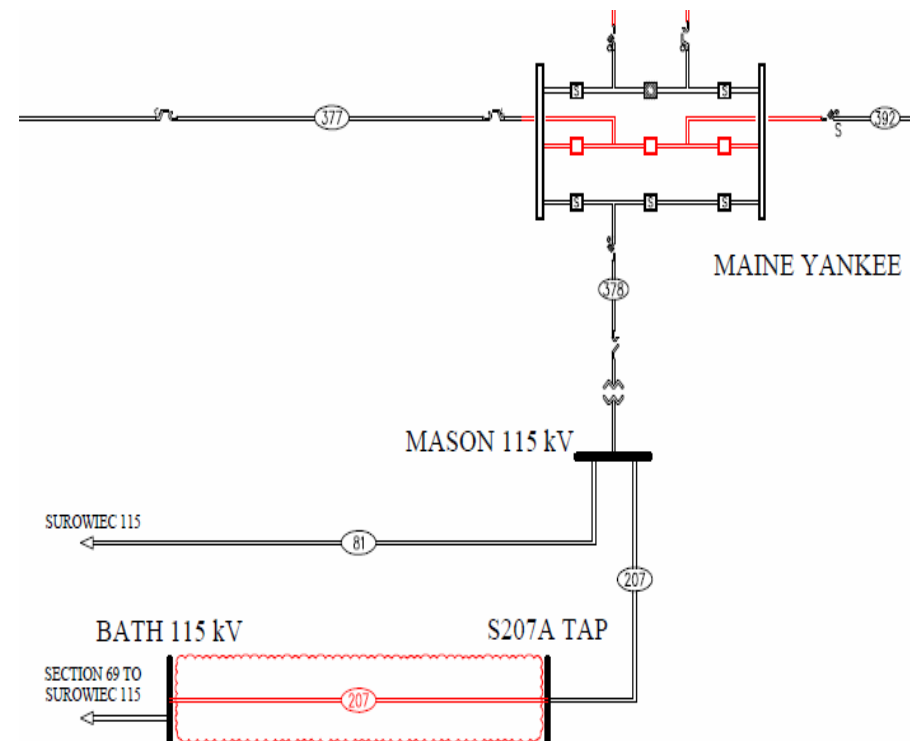 S
S
377
392
S
S
S
S
MAINE YANKEE
378
MASON 115 kV
SUROWIEC 115
81
207
BATH 115 kV
S207A TAP
SECTION 69 TO
SUROWIEC 115
207